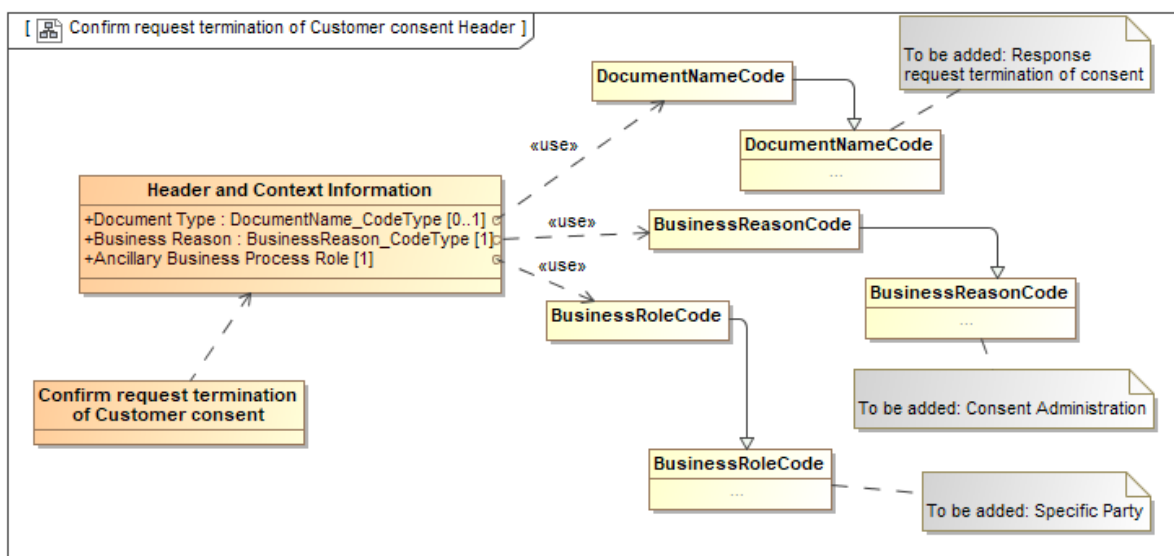 [ Confirm request termination of Customer consent Header ]
To be added: Response
request termination of consent
DocumentNameCode
DocumentNameCode
...
«use»
Header and Context Information
+Document Type : DocumentName_CodeType [0..1]
+Business Reason : BusinessReason_CodeType [1]
+Ancillary Business Process Role [1]
«use»
BusinessReasonCode
«use»
BusinessReasonCode
...
BusinessRoleCode
Confirm request termination
of Customer consent
To be added: Consent Administration
BusinessRoleCode
...
To be added: Specific Party